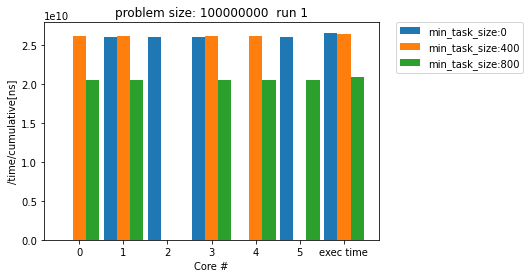 problem size: 100000000  run 1
1e10
2.5
2.0
1.5
1.0
0.5
0.0
/time/cumulative[ns]
0 1 2 3 4 5 exec time
Core #
min_task_size:0
min_task_size:400
min_task_size:800